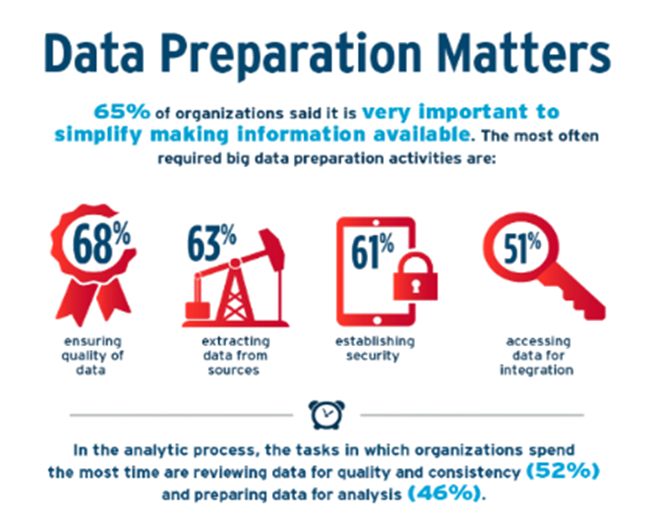 Data Preparation Matters
65% of organizations said it is very important to
simplify making information available. The most often
required big data preparation activities are:
68%
ensuring
quality of
data
63%
extracting
data from
sources
61%
establishing
security
51%
accessing
data for
integration
In the analytic process, the tasks in which organizations spend
the most time are reviewing data for quality and consistency (52%)
and preparing data for analysis (46%).